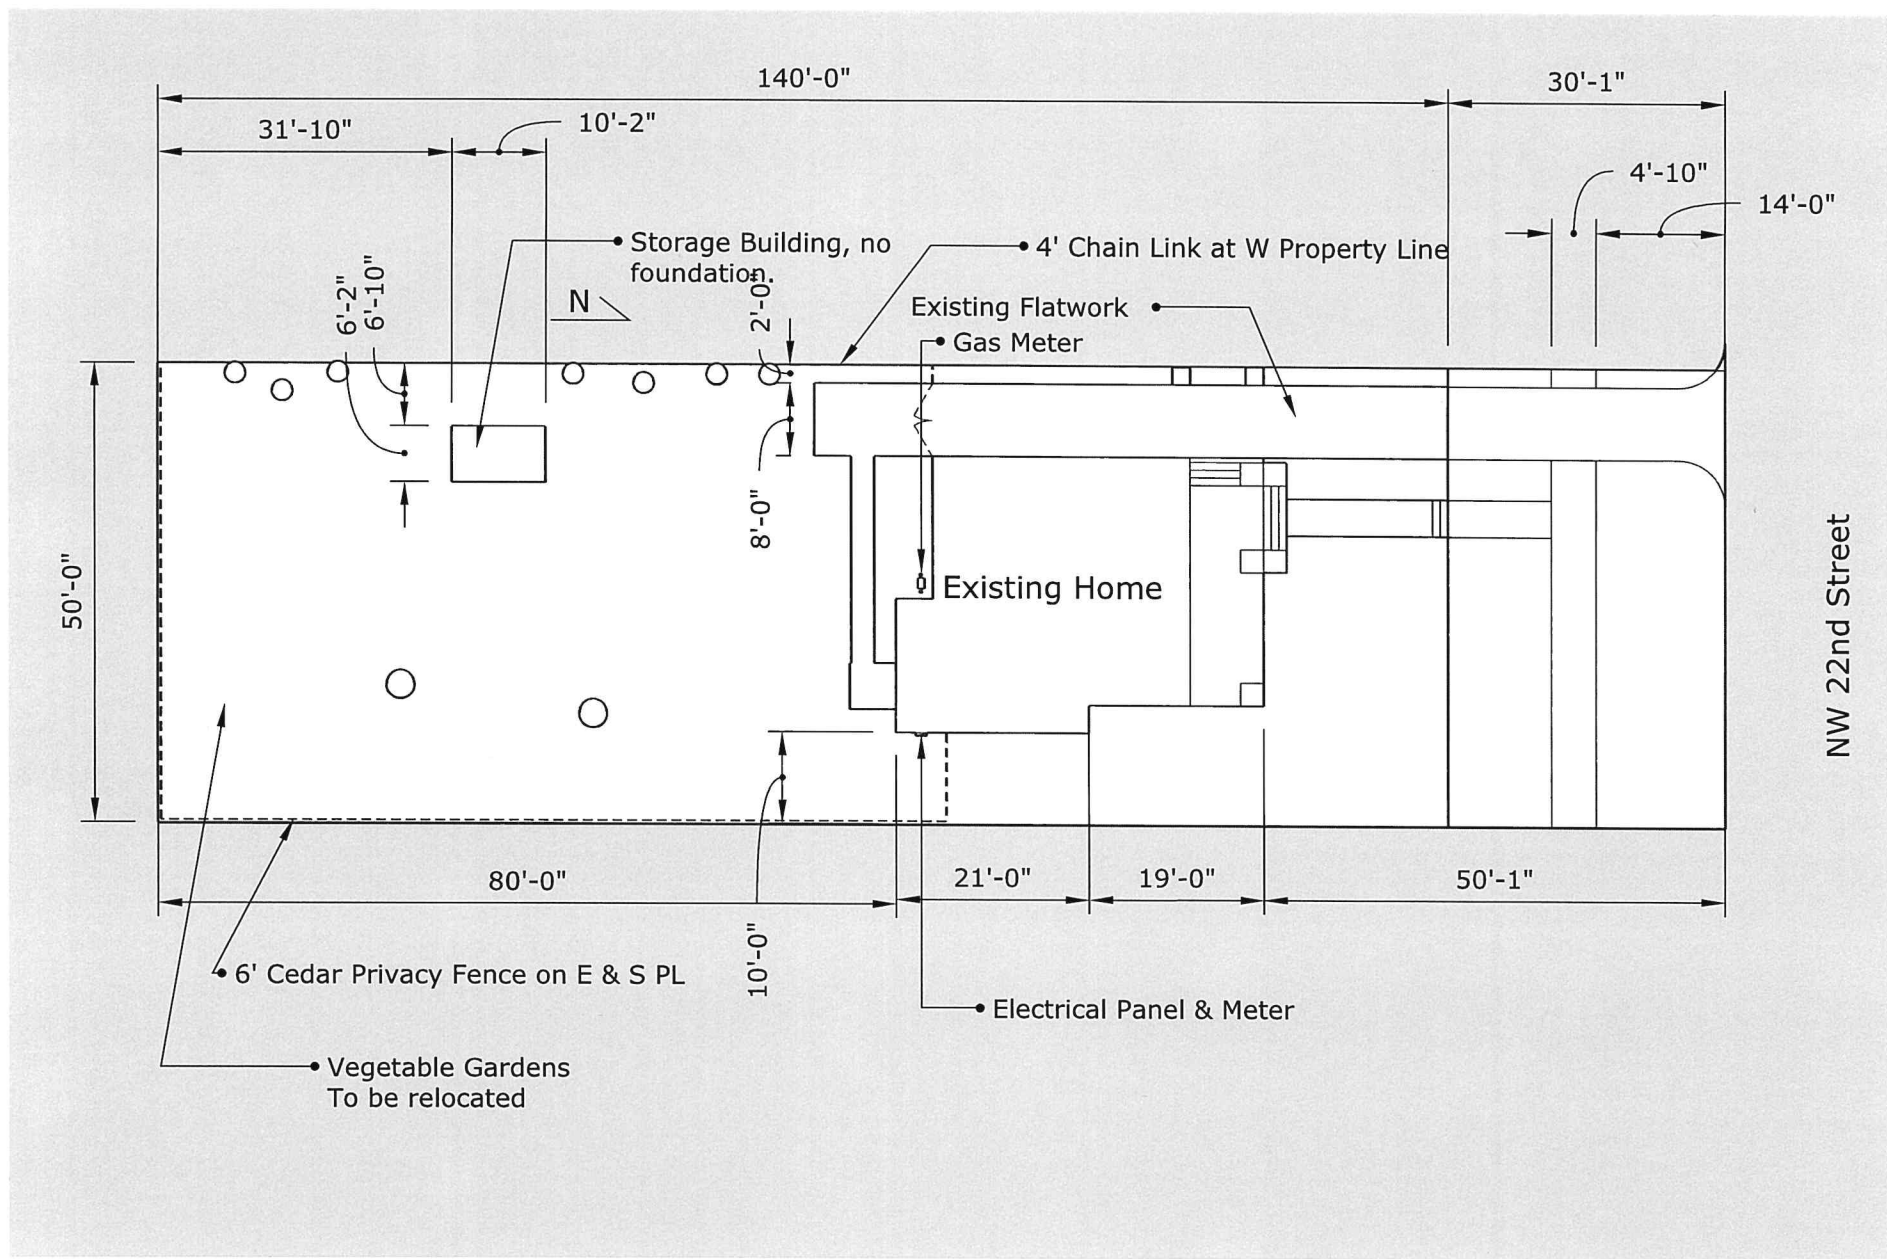 140'-0"
30'-1"
31'-10"
10'-2"
4'-10"
14'-0"
Storage Building, no
foundation.
4' Chain Link at W Property Line
6'-2"
6'-10"
N
2'-0"
Existing Flatwork
Gas Meter
8'-0"
50'-0"
Existing Home
NW 22nd Street
80'-0"
21'-0"
19'-0"
50'-1"
10'-0"
6' Cedar Privacy Fence on E & S PL
Electrical Panel & Meter
Vegetable Gardens
To be relocated